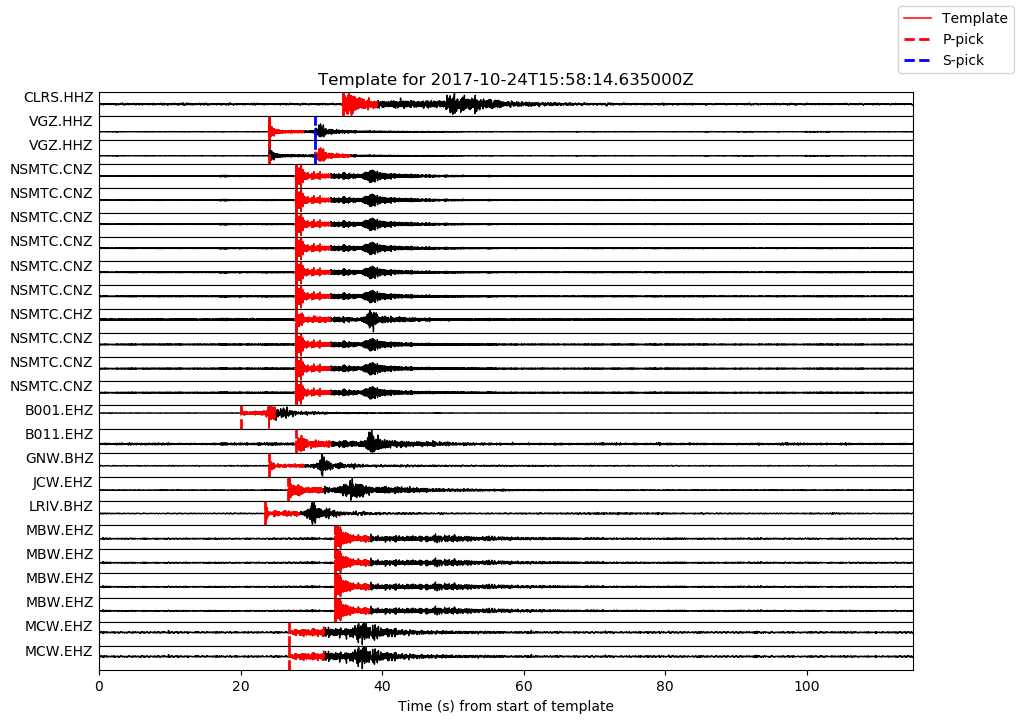 Template
P-pick
S-pick
Template for 2017-10-24T15:58:14.635000Z
CLRS.HHZ
VGZ.HHZ
VGZ.HHZ
NSMTC.CNZ
NSMTC.CNZ
NSMTC.CNZ
NSMTC.CNZ
NSMTC.CNZ
NSMTC.CNZ
NSMTC.CHZ
NSMTC.CNZ
NSMTC.CNZ
NSMTC.CNZ
B001.EHZ
B011.EHZ
GNW.BHZ
JCW.EHZ
LRIV.BHZ
MBW.EHZ
MBW.EHZ
MBW.EHZ
MBW.EHZ
MCW.EHZ
MCW.EHZ
0 20 40 60 80 100
Time (s) from start of template